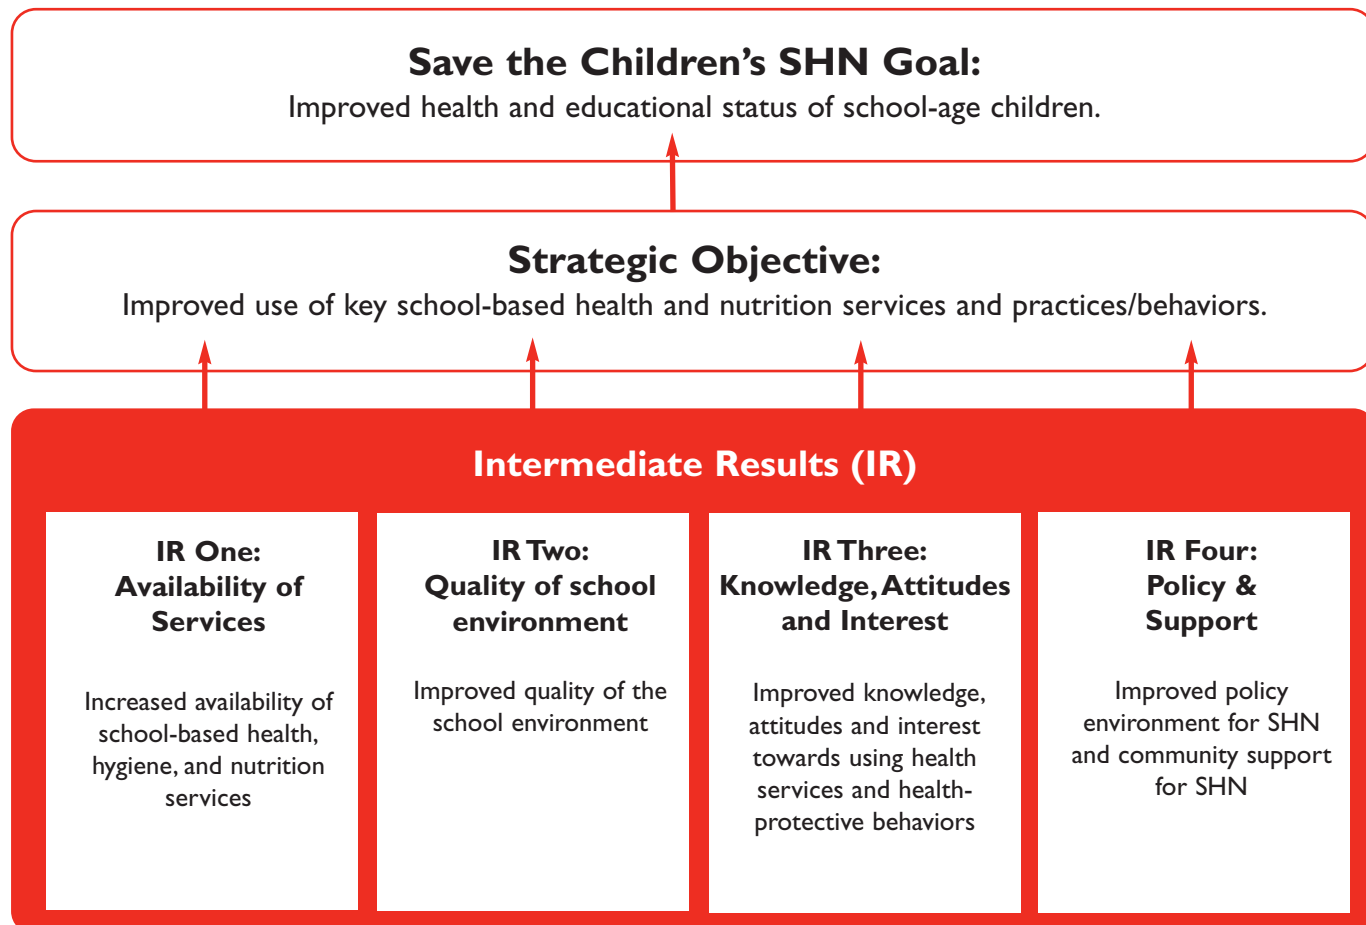 Save the Children’s SHN Goal:
Improved health and educational status of school-age children.
Strategic Objective:
Improved use of key school-based health and nutrition services and practices/behaviors.
Intermediate Results (IR)
IR One:
Availability of
Services
Increased availability of
school-based health,
hygiene, and nutrition
services
IR Two:
Quality of school
environment
Improved quality of the
school environment
IR Three:
Knowledge, Attitudes
and Interest
Improved knowledge,
attitudes and interest
towards using health
services and health-
protective behaviors
IR Four:
Policy &
Support
Improved policy
environment for SHN
and community support
for SHN